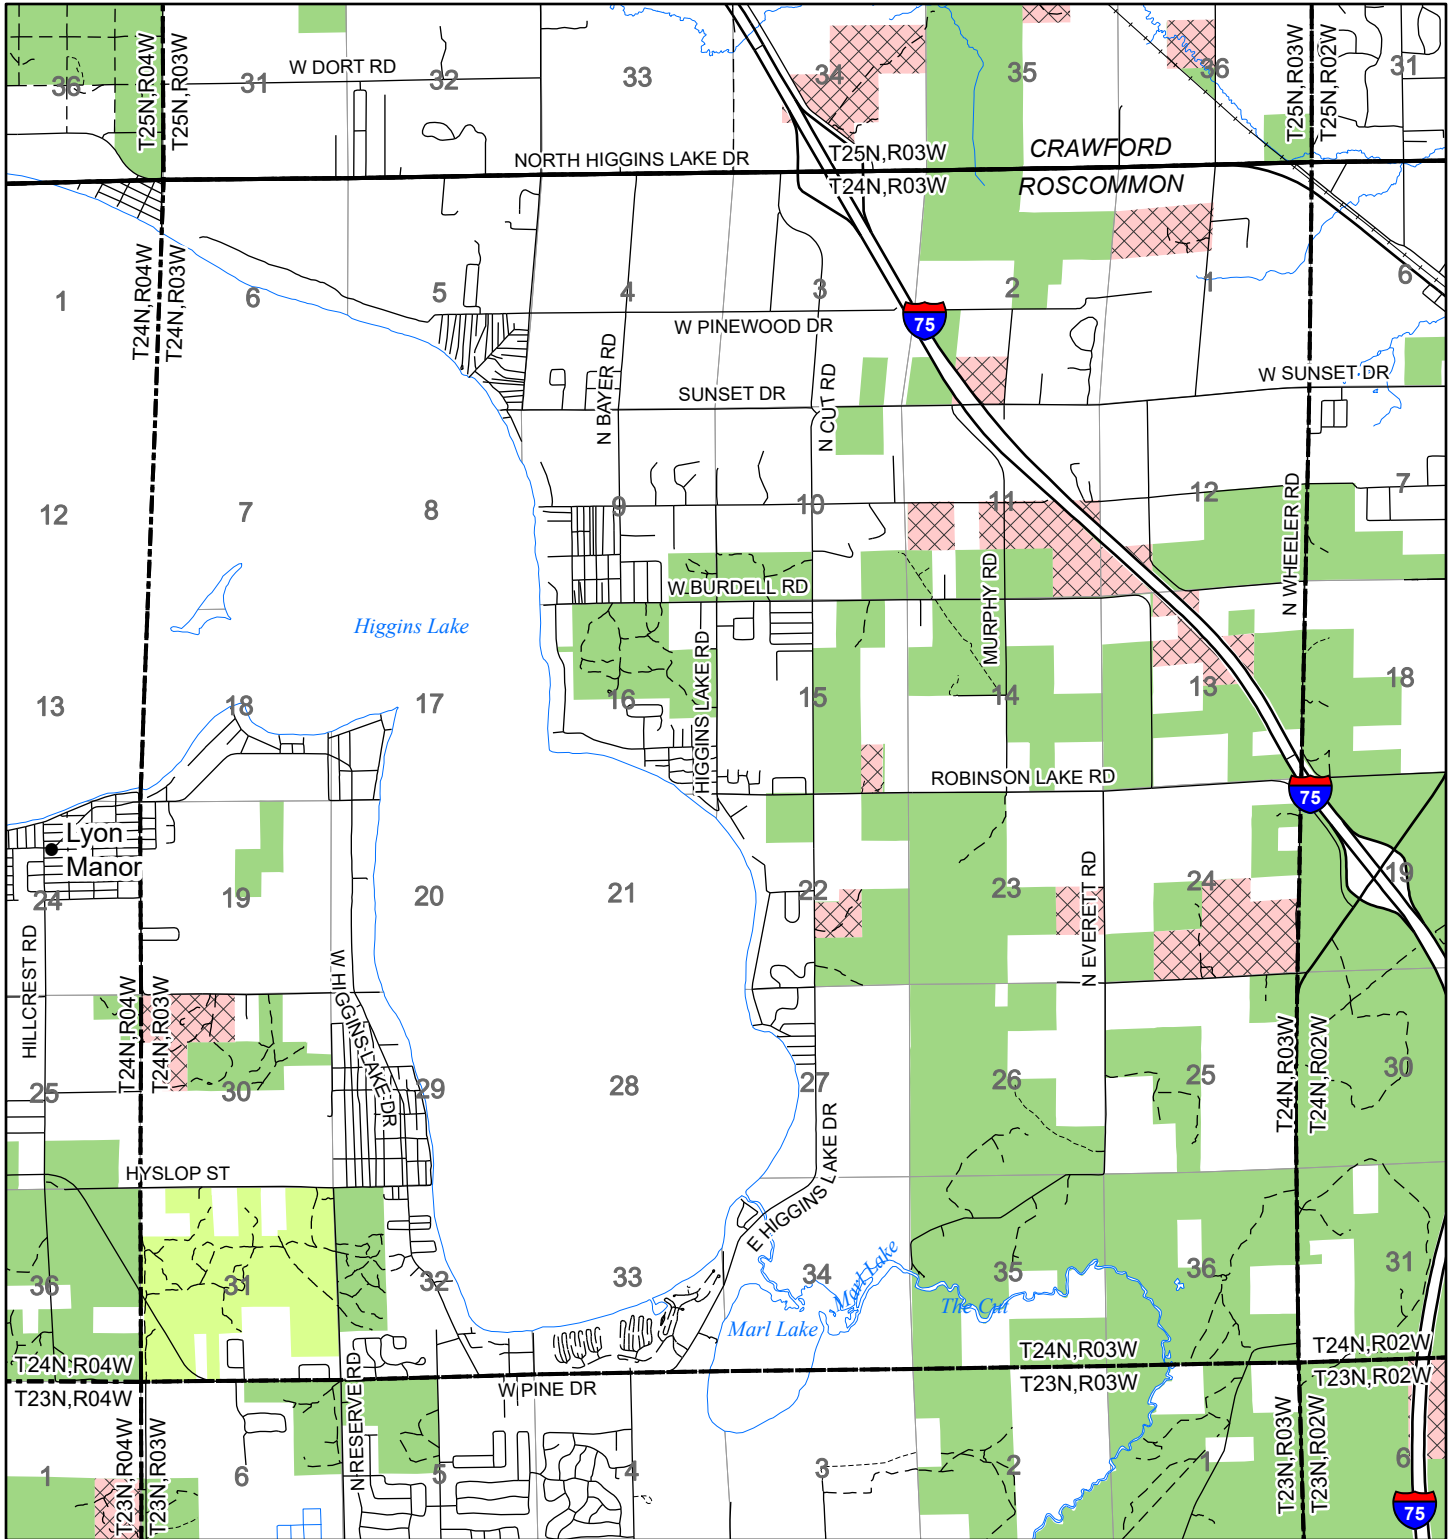 36
T25N,R04W
T25N,R03W
31
W DORT RD
32
33
34
35
36
T25N,R03W
T25N,R02W
31
NORTH HIGGINS LAKE DR
T25N,R03W
T24N,R03W
CRAWFORD
ROSCOMMON
1
T24N,R04W
T24N,R03W
6
5
4
3
2
1
6
75
W PINEWOOD DR
N BAYER RD
SUNSET DR
N CUT RD
W SUNSET DR
12
7
8
9
10
11
12
N WHEELER RD
7
W BURDELL RD
MURPHY RD
Higgins Lake
HIGGINS LAKE RD
13
18
17
16
15
14
13
18
ROBINSON LAKE RD
75
Lyon
Manor
24
19
20
21
22
23
N EVERETT RD
24
19
HILLCREST RD
W HIGGINS LAKE DR
T24N,R04W
T24N,R03W
25
30
29
28
27
26
25
T24N,R03W
T24N,R02W
30
E HIGGINS LAKE DR
HYSLOP ST
36
31
32
33
34
Marl Lake
35
The Cut
36
31
Marl Lake
T24N,R04W
T23N,R04W
N RESERVE RD
W PINE DR
T24N,R03W
T23N,R03W
T24N,R02W
T23N,R02W
1
T23N,R04W
T23N,R03W
6
5
4
3
2
1
T23N,R03W
T23N,R02W
6
75